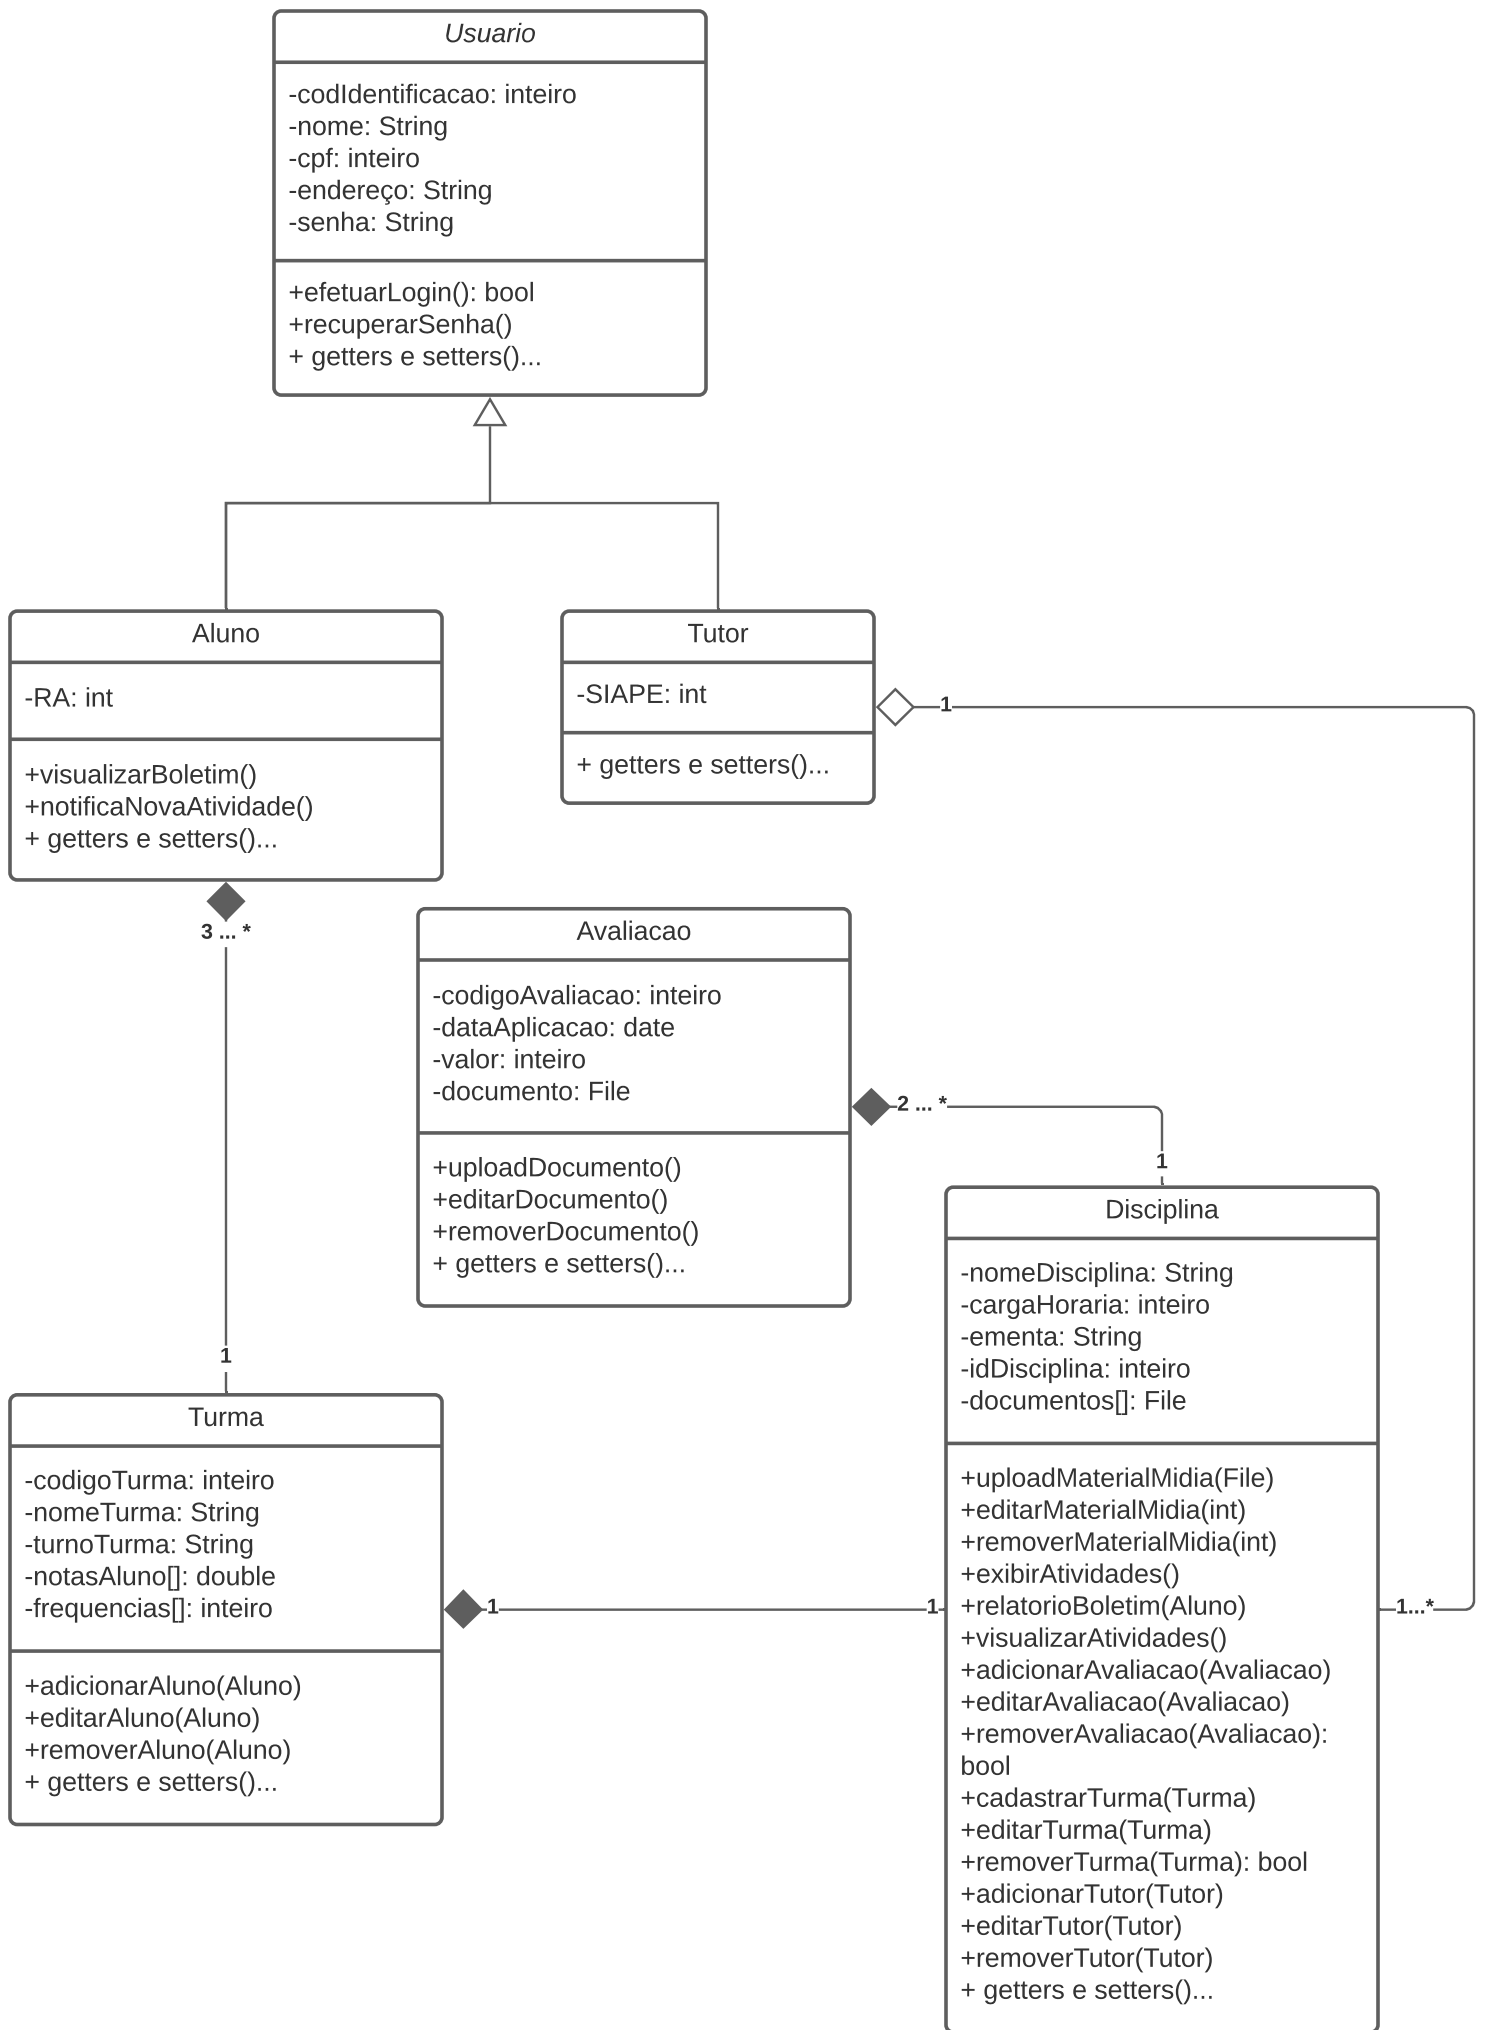 Usuario
-codIdentificacao: inteiro
-nome: String
-cpf: inteiro
-endereço: String
-senha: String
+efetuarLogin(): bool
+recuperarSenha()
+ getters e setters()...
Aluno
-RA: int
+visualizarBoletim()
+notificaNovaAtividade()
+ getters e setters()...
Tutor
-SIAPE: int
+ getters e setters()...
1
3 ... *
Avaliacao
-codigoAvaliacao: inteiro
-dataAplicacao: date
-valor: inteiro
-documento: File
+uploadDocumento()
+editarDocumento()
+removerDocumento()
+ getters e setters()...
2 ... *
1
1
Turma
-codigoTurma: inteiro
-nomeTurma: String
-turnoTurma: String
-notasAluno[]: double
-frequencias[]: inteiro
+adicionarAluno(Aluno)
+editarAluno(Aluno)
+removerAluno(Aluno)
+ getters e setters()...
1
1
Disciplina
-nomeDisciplina: String
-cargaHoraria: inteiro
-ementa: String
-idDisciplina: inteiro
-documentos[]: File
+uploadMaterialMidia(File)
+editarMaterialMidia(int)
+removerMaterialMidia(int)
+exibirAtividades()
+relatorioBoletim(Aluno)
+visualizarAtividades()
+adicionarAvaliacao(Avaliacao)
+editarAvaliacao(Avaliacao)
+removerAvaliacao(Avaliacao):
bool
+cadastrarTurma(Turma)
+editarTurma(Turma)
+removerTurma(Turma): bool
+adicionarTutor(Tutor)
+editarTutor(Tutor)
+removerTutor(Tutor)
+ getters e setters()...
1...*